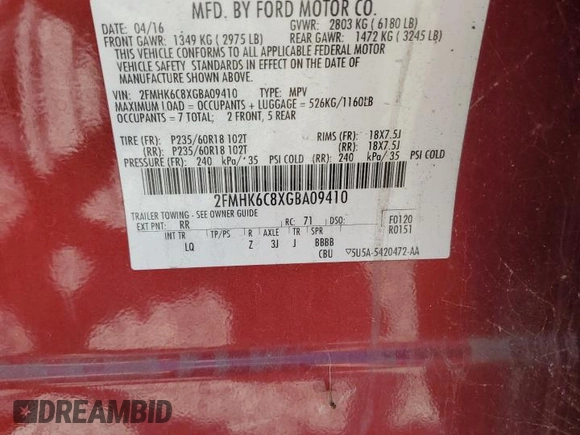 MFD. BY FORD MOTOR CO.
DATE: 04/16 GVWR: 2803 KG ( 6180 LB)
FRONT GAWR: 1349 KG ( 2975 LB) REAR GAWR: 1472 KG ( 3245 LB)
THIS VEHICLE CONFORMS TO ALL APPLICABLE FEDERAL MOTOR
VEHICLE SAFETY STANDARDS IN EFFECT ON THE DATE OF
MANUFACTURE SHOWN ABOVE.
VIN: 2FMHK6C8XGBA09410 TYPE: MPV
MAXIMUM LOAD = OCCUPANTS + LUGGAGE = 526KG/1160LB
OCCUPANTS = 7 TOTAL; 2 FRONT, 5 REAR
TIRE (FR): P235/60R18 102T RIMS (FR): 18X7.5J
(RR): P235/60R18 102T (RR): 18X7.5J
PRESSURE (FR): 240 kPa/ 35 PSI COLD (RR): 240 kPa/ 35 PSI COLD
2FMHK6C8XGBA09410
TRAILER TOWING - SEE OWNER GUIDE
EXT PNT: RR RC: 71 DSO: F0120
R0151
INT TR TP/PS R AXLE TR SPR
LQ Z 3J J BBBB
CBU ▽5U5A-5420472-AA
DREAMBID